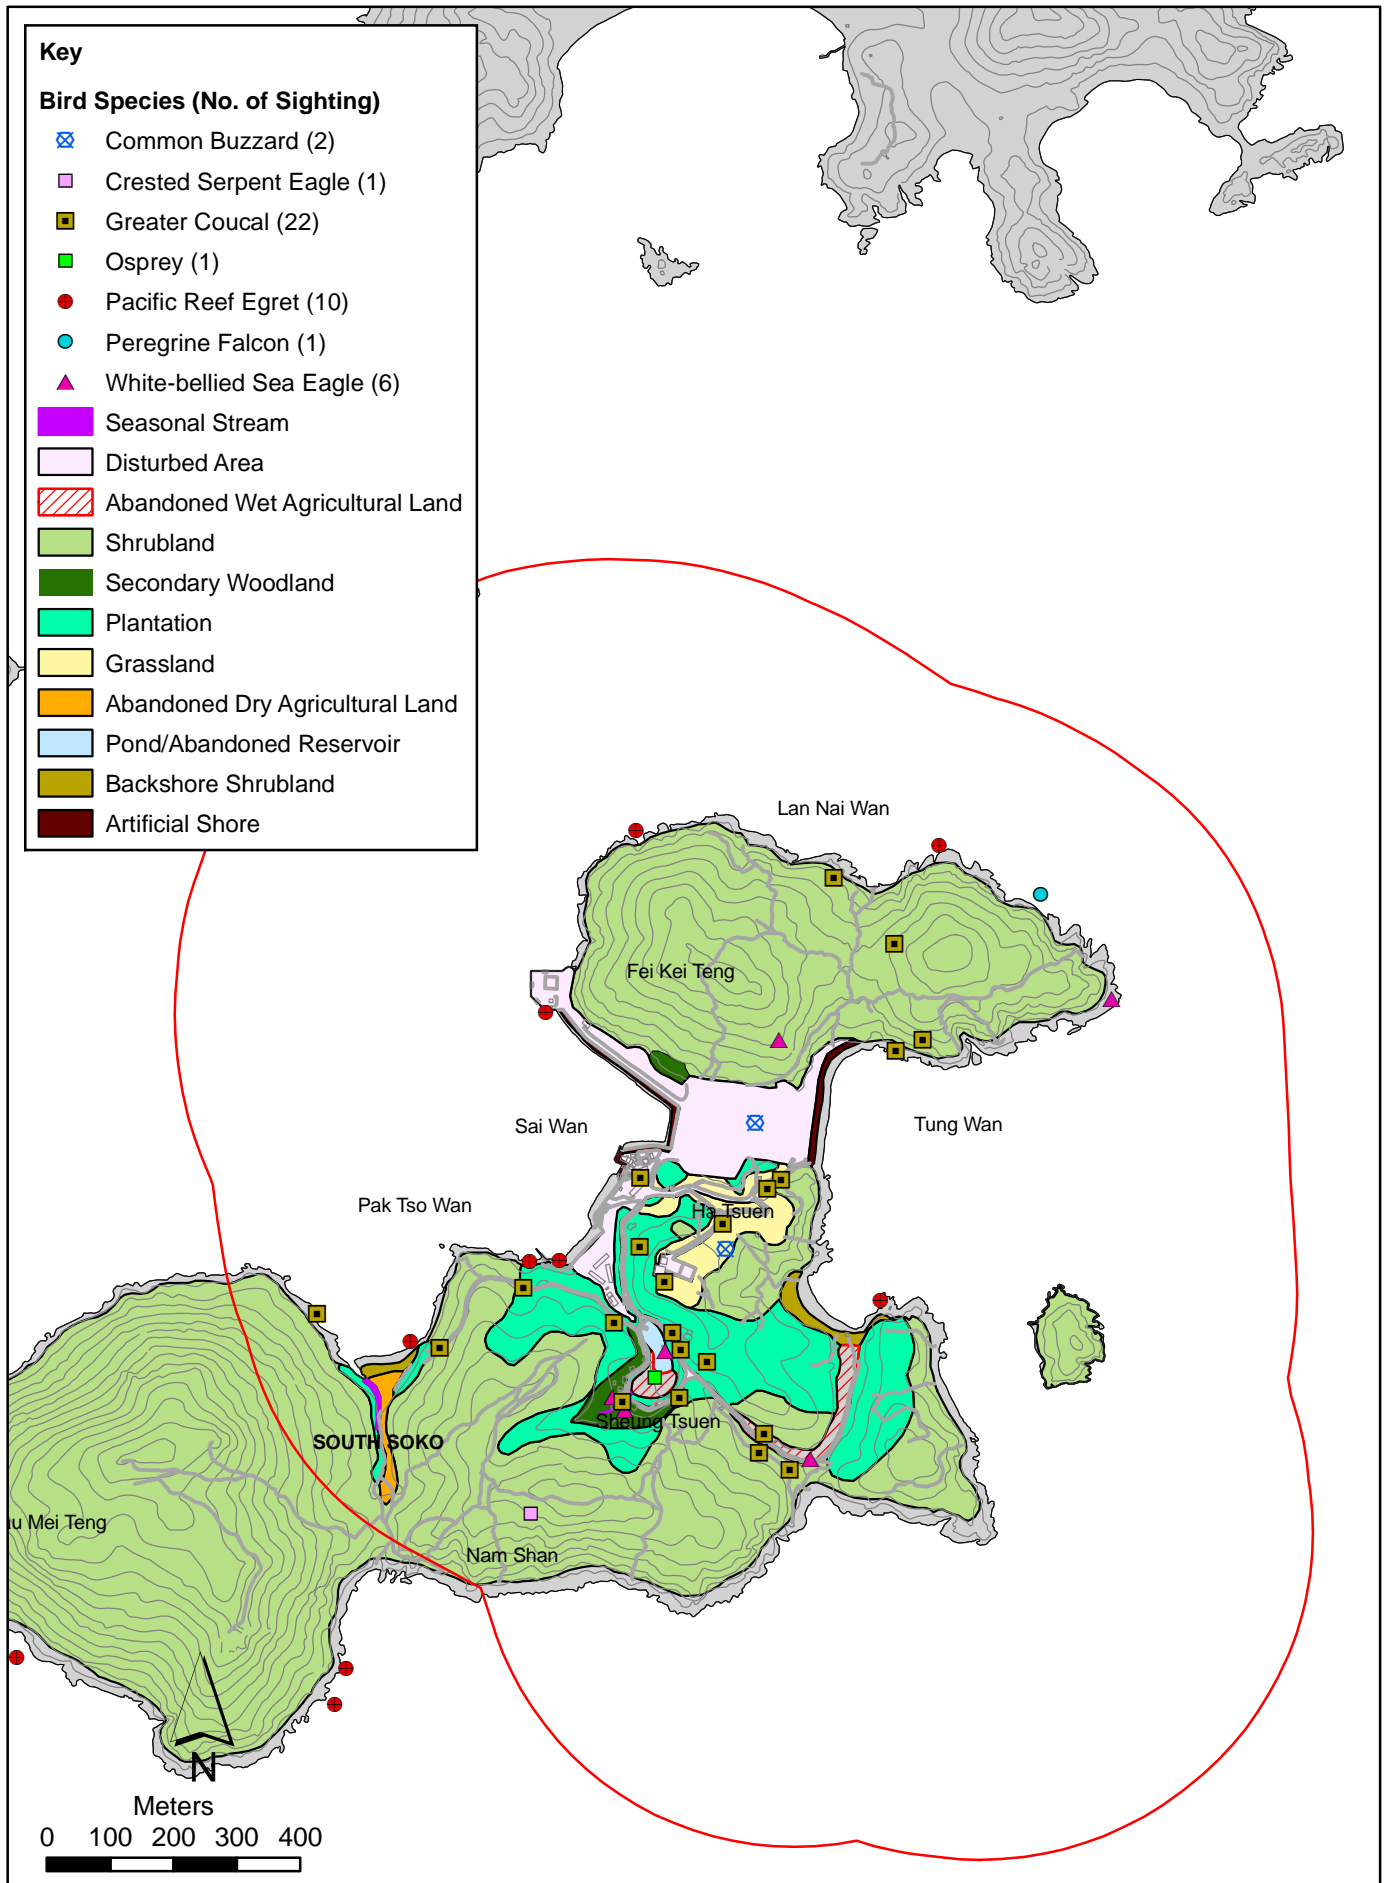 Key
Bird Species (No. of Sighting)
Common Buzzard (2)
Crested Serpent Eagle (1)
Greater Coucal (22)
Osprey (1)
Pacific Reef Egret (10)
Peregrine Falcon (1)
White-bellied Sea Eagle (6)
Seasonal Stream
Disturbed Area
Abandoned Wet Agricultural Land
Shrubland
Secondary Woodland
Plantation
Grassland
Abandoned Dry Agricultural Land
Pond/Abandoned Reservoir
Backshore Shrubland
Artificial Shore
Lan Nai Wan
Fei Kei Teng
Sai Wan
Tung Wan
Pak Tso Wan
Ha Tsuen
Sheung Tsuen
SOUTH SOKO
au Mei Teng
Nam Shan
N
Meters
0 100 200 300 400